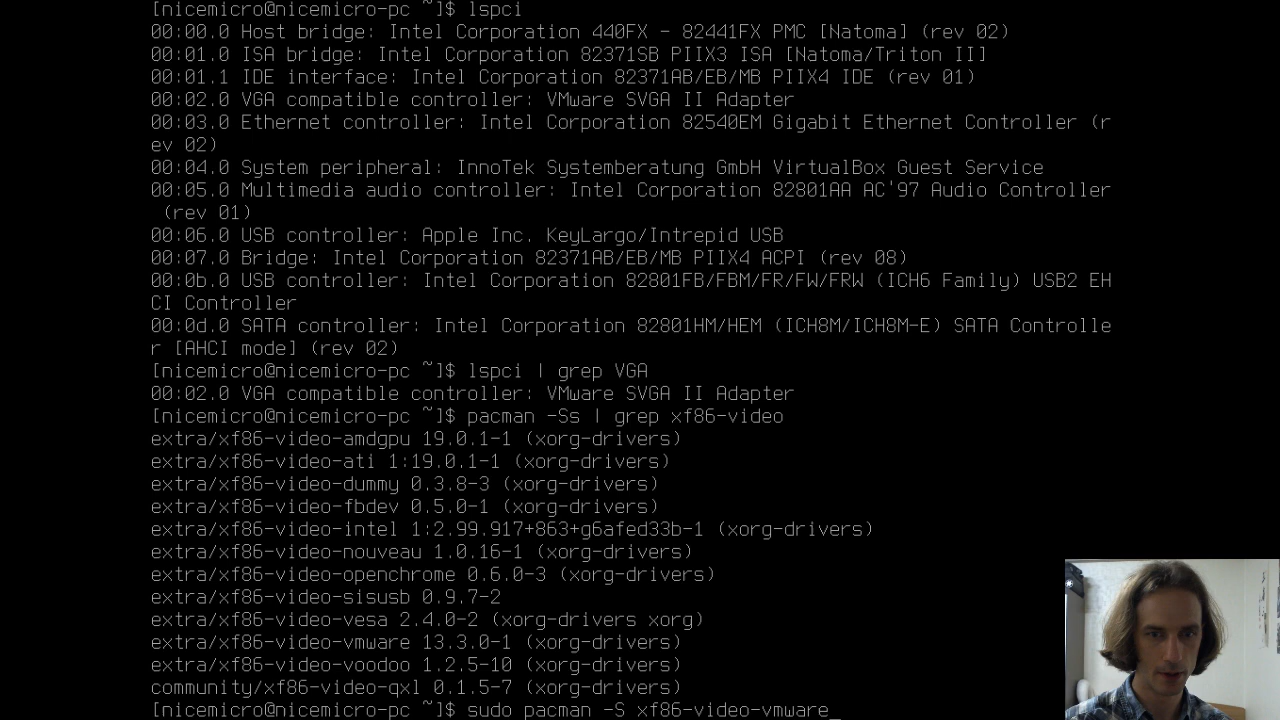 [nicemicro@nicemicro-pc ~]$ lspci
00:00.0 Host bridge: Intel Corporation 440FX - 82441FX PMC [Natoma] (rev 02)
00:01.0 ISA bridge: Intel Corporation 82371SB PIIX3 ISA [Natoma/Triton II]
00:01.1 IDE interface: Intel Corporation 82371AB/EB/MB PIIX4 IDE (rev 01)
00:02.0 VGA compatible controller: VMware SVGA II Adapter
00:03.0 Ethernet controller: Intel Corporation 82540EM Gigabit Ethernet Controller (r
ev 02)
00:04.0 System peripheral: InnoTek Systemberatung GmbH VirtualBox Guest Service
00:05.0 Multimedia audio controller: Intel Corporation 82801AA AC'97 Audio Controller
 (rev 01)
00:06.0 USB controller: Apple Inc. KeyLargo/Intrepid USB
00:07.0 Bridge: Intel Corporation 82371AB/EB/MB PIIX4 ACPI (rev 08)
00:0b.0 USB controller: Intel Corporation 82801FB/FBM/FR/FW/FRW (ICH6 Family) USB2 EH
CI Controller
00:0d.0 SATA controller: Intel Corporation 82801HM/HEM (ICH8M/ICH8M-E) SATA Controlle
r [AHCI mode] (rev 02)
[nicemicro@nicemicro-pc ~]$ lspci | grep VGA
00:02.0 VGA compatible controller: VMware SVGA II Adapter
[nicemicro@nicemicro-pc ~]$ pacman -Ss | grep xf86-video
extra/xf86-video-amdgpu 19.0.1-1 (xorg-drivers)
extra/xf86-video-ati 1:19.0.1-1 (xorg-drivers)
extra/xf86-video-dummy 0.3.8-3 (xorg-drivers)
extra/xf86-video-fbdev 0.5.0-1 (xorg-drivers)
extra/xf86-video-intel 1:2.99.917+863+g6afed33b-1 (xorg-drivers)
extra/xf86-video-nouveau 1.0.16-1 (xorg-drivers)
extra/xf86-video-openchrome 0.6.0-3 (xorg-drivers)
extra/xf86-video-sisusb 0.9.7-2
extra/xf86-video-vesa 2.4.0-2 (xorg-drivers xorg)
extra/xf86-video-vmware 13.3.0-1 (xorg-drivers)
extra/xf86-video-voodoo 1.2.5-10 (xorg-drivers)
community/xf86-video-qxl 0.1.5-7 (xorg-drivers)
[nicemicro@nicemicro-pc ~]$ sudo pacman -S xf86-video-vmware_